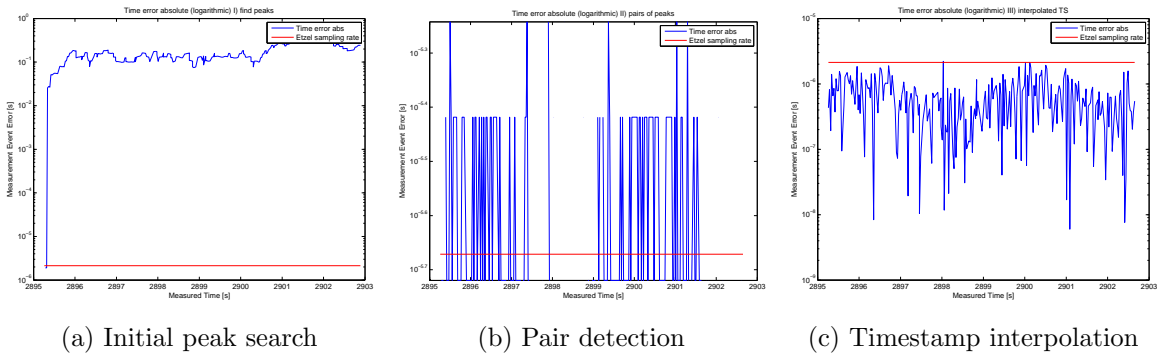 Time error absolute (logarithmic) I) find peaks
Time error abs
Etzel sampling rate
Measurement Event Error [s]
10^0
10^-1
10^-2
10^-3
10^-4
10^-5
10^-6
2895 2896 2897 2898 2899 2900 2901 2902 2903
Measured Time [s]
(a) Initial peak search
Time error absolute (logarithmic) II) pairs of peaks
Time error abs
Etzel sampling rate
Measurement Event Error [s]
10^-5.3
10^-5.4
10^-5.5
10^-5.6
10^-5.7
2895 2896 2897 2898 2899 2900 2901 2902 2903
Measured Time [s]
(b) Pair detection
Time error absolute (logarithmic) III) interpolated TS
Time error abs
Etzel sampling rate
Measurement Event Error [s]
10^-5
10^-6
10^-7
10^-8
10^-9
2895 2896 2897 2898 2899 2900 2901 2902 2903
Measured Time [s]
(c) Timestamp interpolation